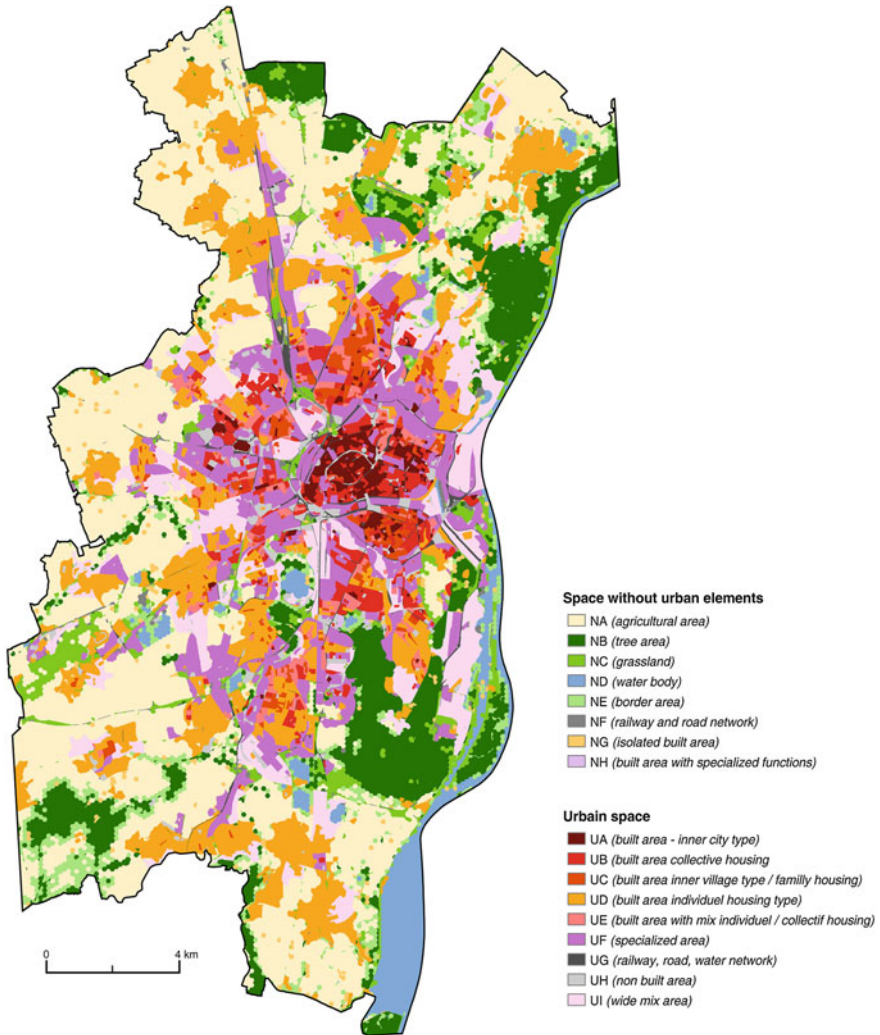 Space without urban elements
NA (agricultural area)
NB (tree area)
NC (grassland)
ND (water body)
NE (border area)
NF (railway and road network)
NG (isolated built area)
NH (built area with specialized functions)
Urbain space
UA (built area - inner city type)
UB (built area collective housing
UC (built area inner village type / familly housing)
UD (built area individuel housing type)
UE (built area with mix individuel / collectif housing)
UF (specialized area)
UG (railway, road, water network)
UH (non built area)
UI (wide mix area)
0 4 km